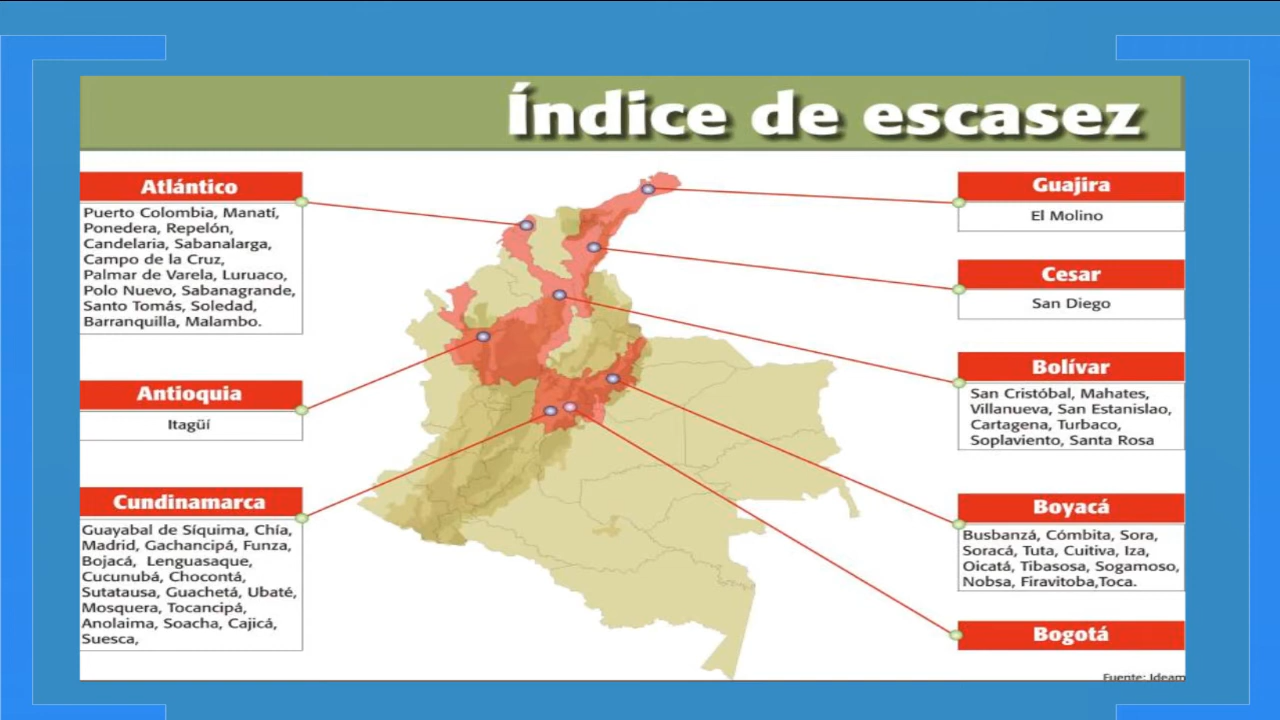 Índice de escasez
Atlántico
Puerto Colombia, Manatí,
Ponedera, Repelón,
Candelaria, Sabanalarga,
Campo de la Cruz,
Palmar de Varela, Luruaco,
Polo Nuevo, Sabanagrande,
Santo Tomás, Soledad,
Barranquilla, Malambo.
Antioquia
Itagüí
Cundinamarca
Guayabal de Síquima, Chía,
Madrid, Gachancipá, Funza,
Bojacá, Lenguasaque,
Cucunubá, Chocontá,
Sutatausa, Guachetá, Ubaté,
Mosquera, Tocancipá,
Anolaima, Soacha, Cajicá,
Suesca,
Guajira
El Molino
Cesar
San Diego
Bolívar
San Cristóbal, Mahates,
Villanueva, San Estanislao,
Cartagena, Turbaco,
Soplaviento, Santa Rosa
Boyacá
Busbanzá, Cómbita, Sora,
Soracá, Tuta, Cuitiva, Iza,
Oicatá, Tibasosa, Sogamoso,
Nobsa, Firavitoba,Toca.
Bogotá
Fuente: Ideam